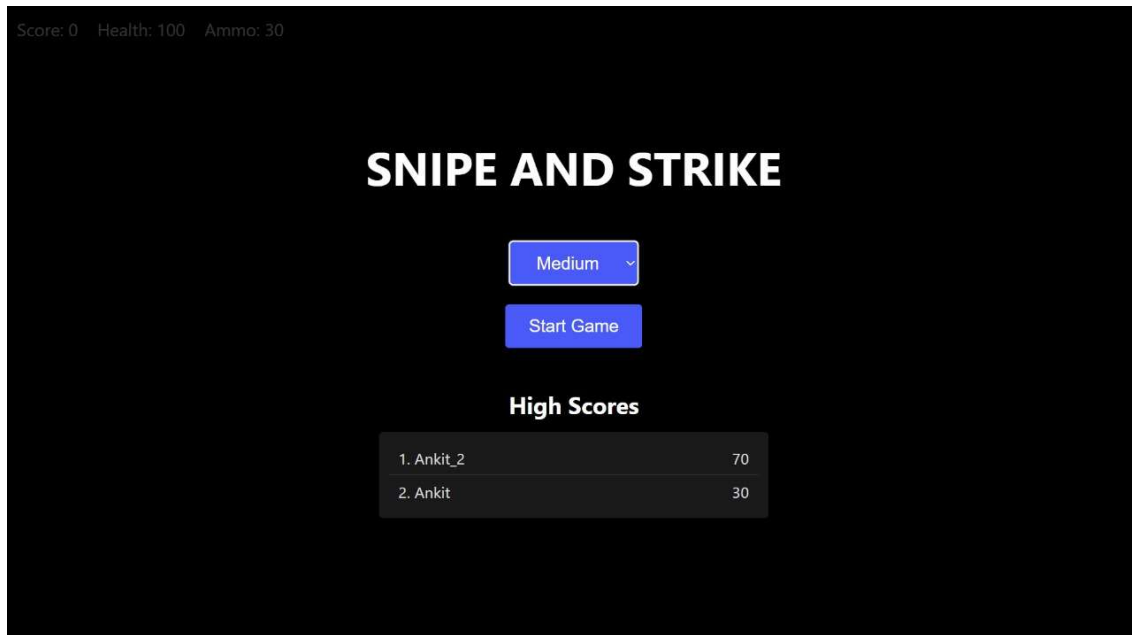 Score: 0 Health: 100 Ammo: 30
SNIPE AND STRIKE
Medium
Start Game
High Scores
1. Ankit_2 70
2. Ankit 30